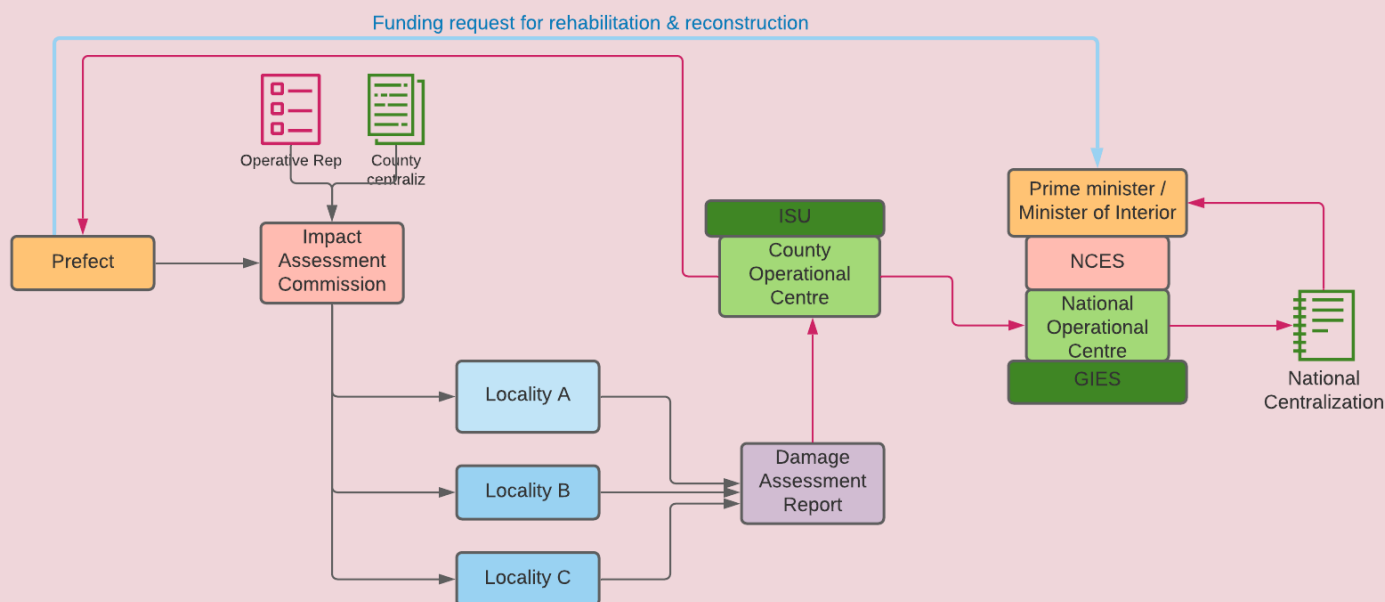 Funding request for rehabilitation & reconstruction
Operative Rep
County
centraliz
Prefect
Impact
Assessment
Commission
ISU
County
Operational
Centre
Prime minister /
Minister of Interior
NCES
National
Operational
Centre
GIES
National
Centralization
Locality A
Locality B
Locality C
Damage
Assessment
Report